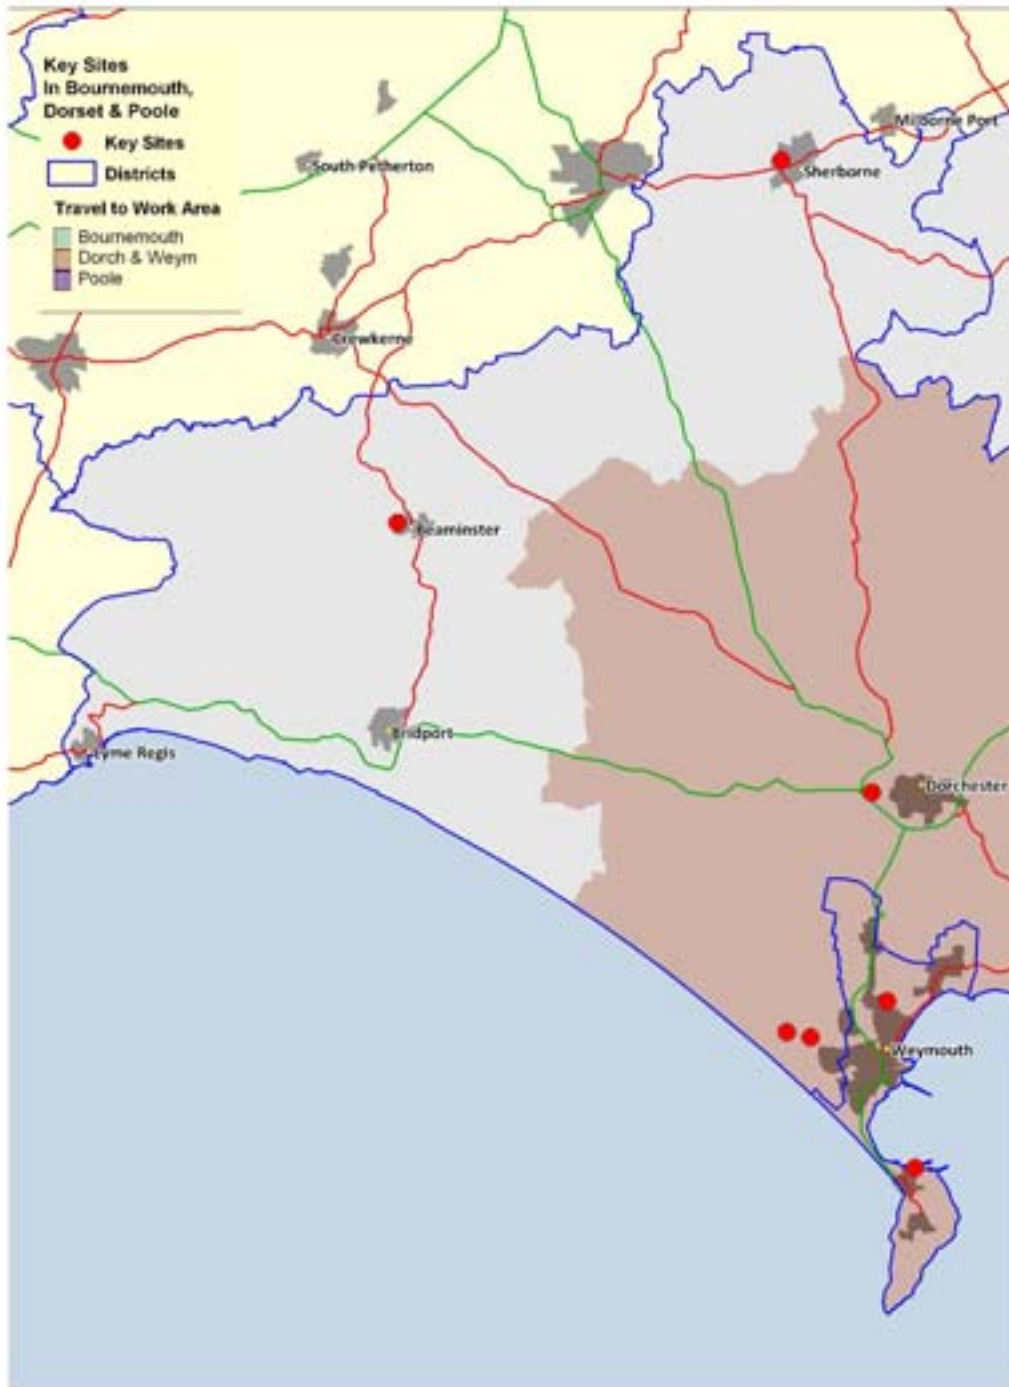 Key Sites
In Bournemouth,
Dorset & Poole
Key Sites
Districts
Travel to Work Area
Bournemouth
Dorch & Weym
Poole
Milborne Port
South Petherton
Sherborne
Crewkerne
Beaminster
Bridport
Lyme Regis
Dorchester
Weymouth